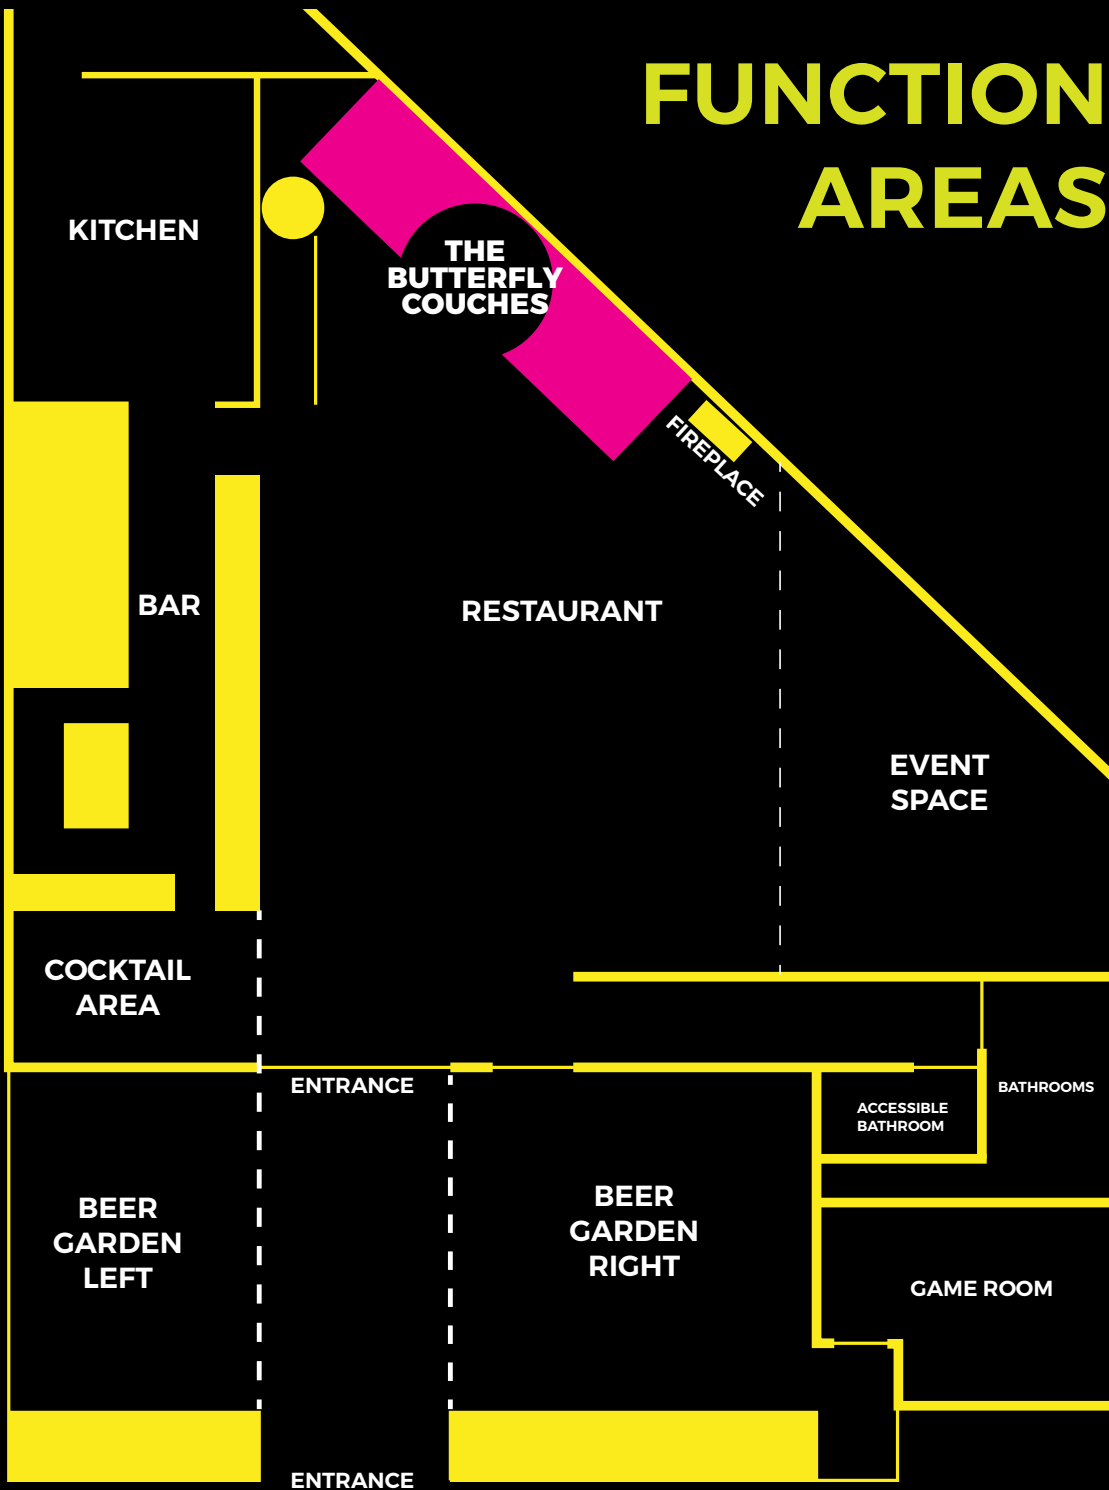 FUNCTION
AREAS
KITCHEN
THE
BUTTERFLY
COUCHES
FIREPLACE
BAR
RESTAURANT
EVENT
SPACE
COCKTAIL
AREA
ENTRANCE
BATHROOMS
ACCESSIBLE
BATHROOM
BEER
GARDEN
LEFT
BEER
GARDEN
RIGHT
GAME ROOM
ENTRANCE